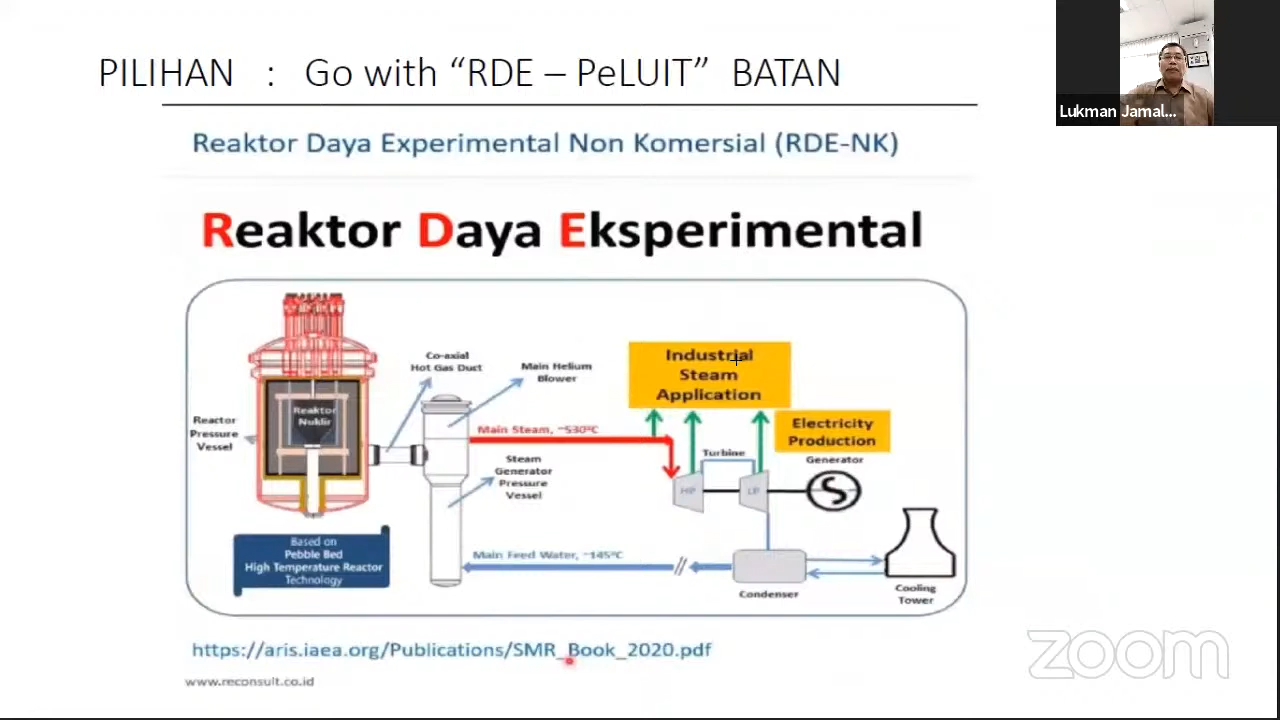 PILIHAN : Go with “RDE – PeLUIT” BATAN
Lukman Jamal...
Reaktor Daya Experimental Non Komersial (RDE-NK)
Reaktor Daya Eksperimental
Co-axial
Hot Gas Duct
Main Helium
Blower
Industrial
Steam
Application
Reaktor
Nuklir
Reactor
Pressure
Vessel
Main Steam, ~530°C
Electricity
Production
Turbine
Generator
Steam
Generator
Pressure
Vessel
HP
LP
Based on
Pebble Bed
High Temperature Reactor
Technology
Main Feed Water, ~145°C
Condenser
Cooling
Tower
https://aris.iaea.org/Publications/SMR_Book_2020.pdf
www.reconsult.co.id
zoom